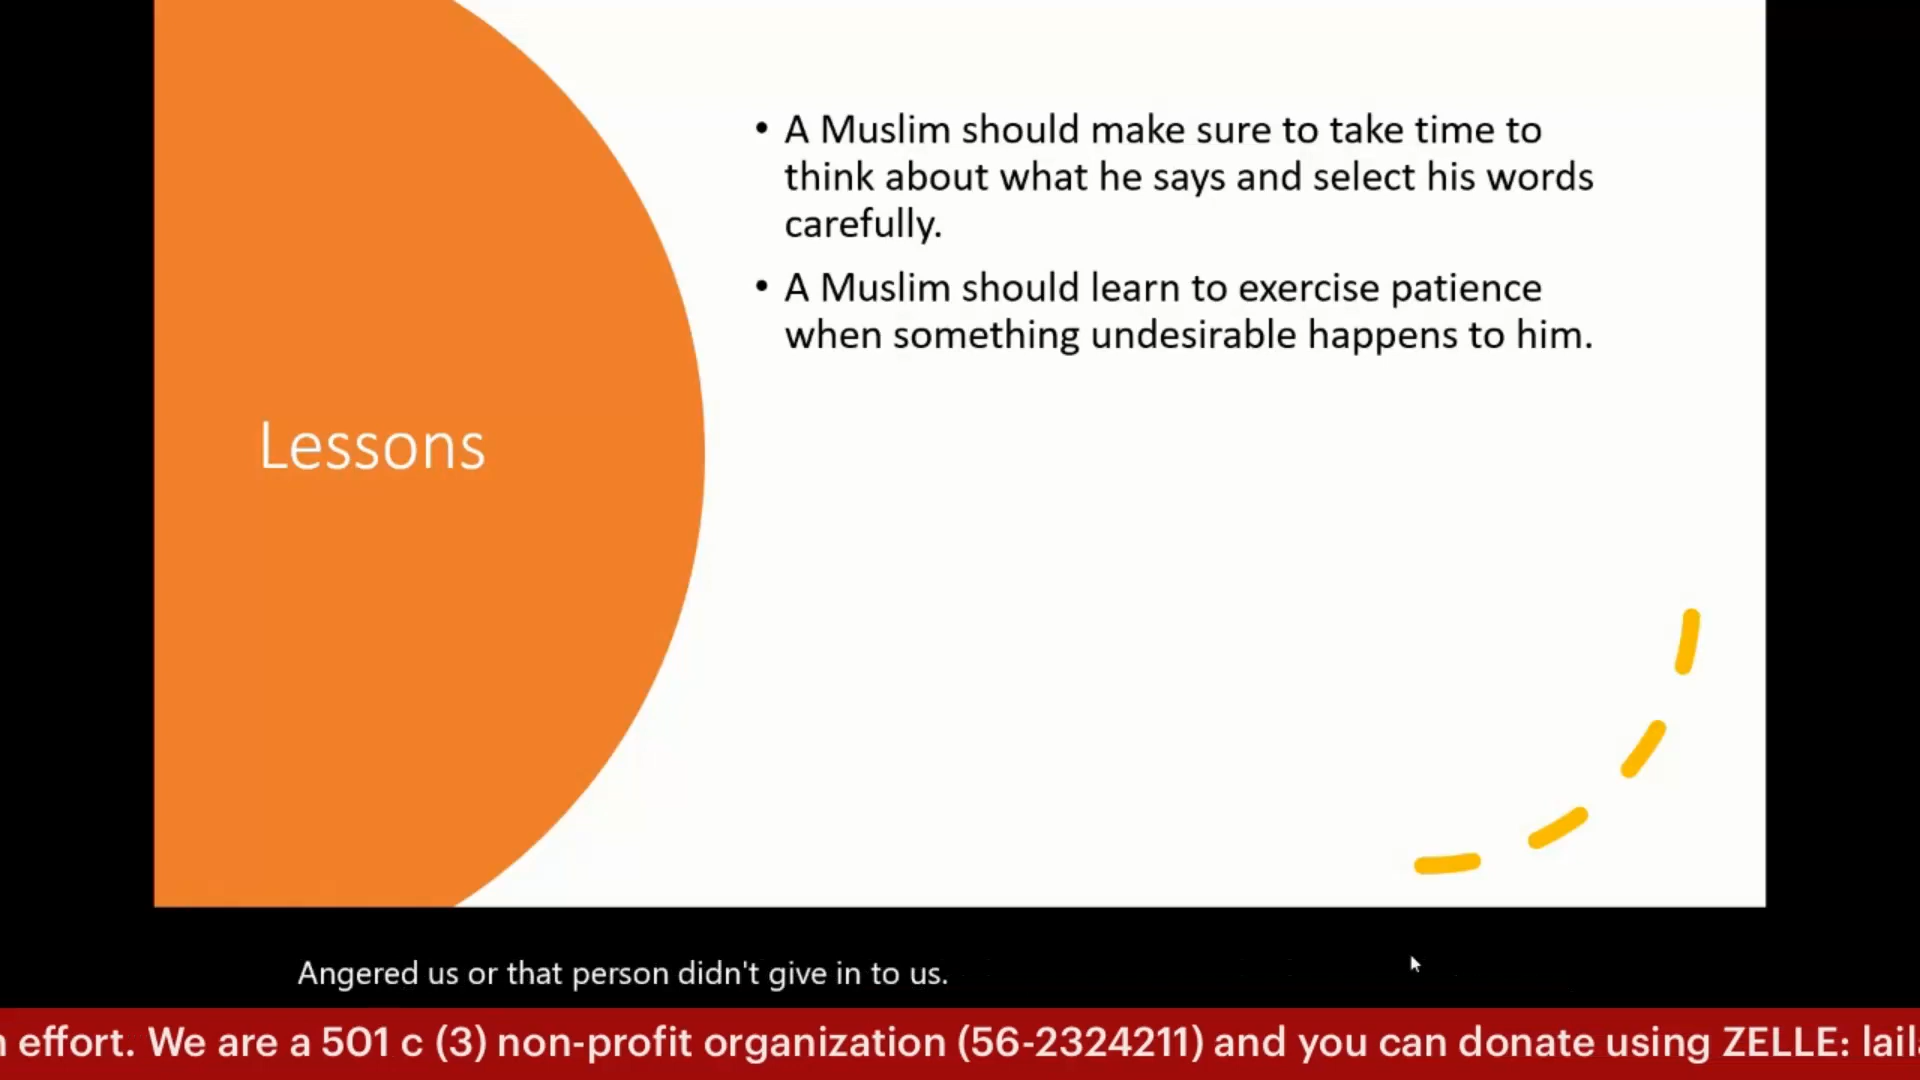 Lessons
• A Muslim should make sure to take time to
think about what he says and select his words
carefully.
• A Muslim should learn to exercise patience
when something undesirable happens to him.
Angered us or that person didn't give in to us.
effort. We are a 501 c (3) non-profit organization (56-2324211) and you can donate using ZELLE: